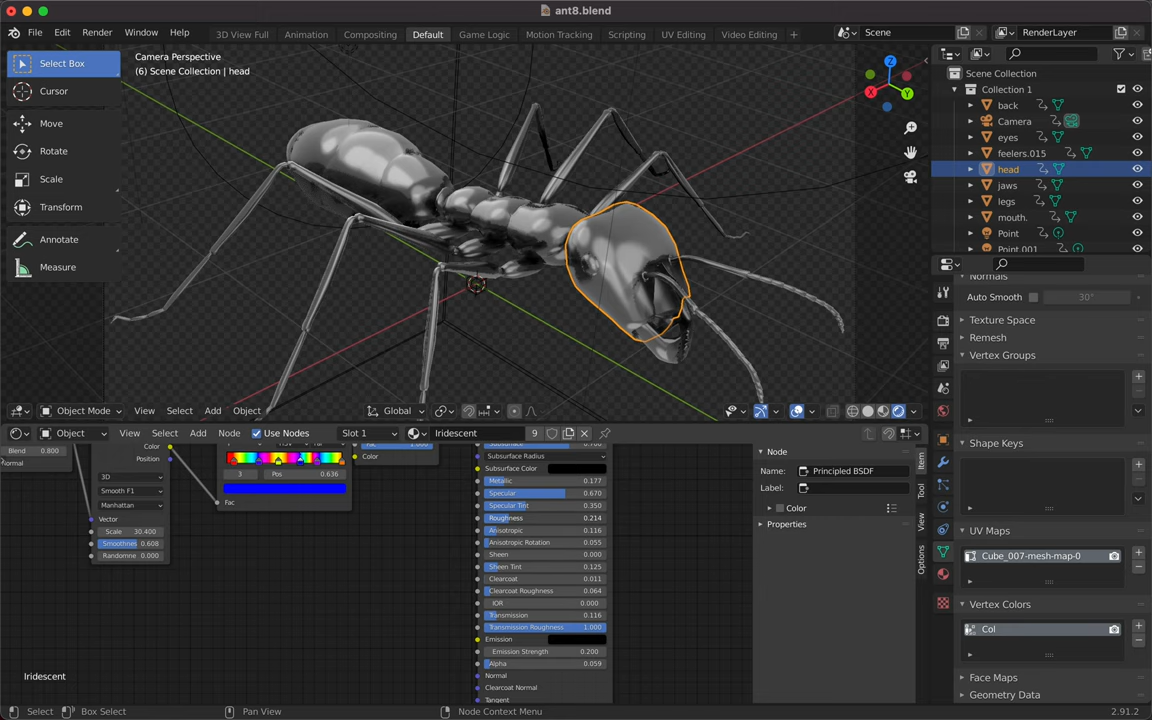 ant8.blend
File Edit Render Window Help
3D View Full Animation Compositing Default Game Logic Motion Tracking Scripting UV Editing Video Editing +
Scene
RenderLayer
Select Box
Cursor
Move
Rotate
Scale
Transform
Annotate
Measure
Camera Perspective
(6) Scene Collection | head
Z
X
Y
Scene Collection
Collection 1
back
Camera
eyes
feelers.015
head
jaws
legs
mouth.
Point
Point.001
Object Mode View Select Add Object
Global
Normals
Auto Smooth 30°
Texture Space
Remesh
Vertex Groups
Shape Keys
UV Maps
Cube_007-mesh-map-0
Vertex Colors
Col
Face Maps
Geometry Data
Object View Select Add Node Use Nodes Slot 1 Iridescent 9
Blend 0.800
Normal
Color
Position
3D
Smooth F1
Manhattan
Vector
Scale 30.400
Smoothnes 0.608
Randomne 0.000
3 Pos 0.636
Fac
Fac 1.000
Color
Subsurface Radius
Subsurface Color
Metallic 0.177
Specular 0.670
Specular Tint 0.350
Roughness 0.214
Anisotropic 0.116
Anisotropic Rotation 0.055
Sheen 0.000
Sheen Tint 0.125
Clearcoat 0.011
Clearcoat Roughness 0.064
IOR 0.000
Transmission 0.116
Transmission Roughness 1.000
Emission
Emission Strength 0.200
Alpha 0.059
Normal
Clearcoat Normal
Tangent
Node
Name: Principled BSDF
Label:
Color
Properties
Item
Tool
View
Options
Iridescent
Select Box Select Pan View Node Context Menu 2.91.2